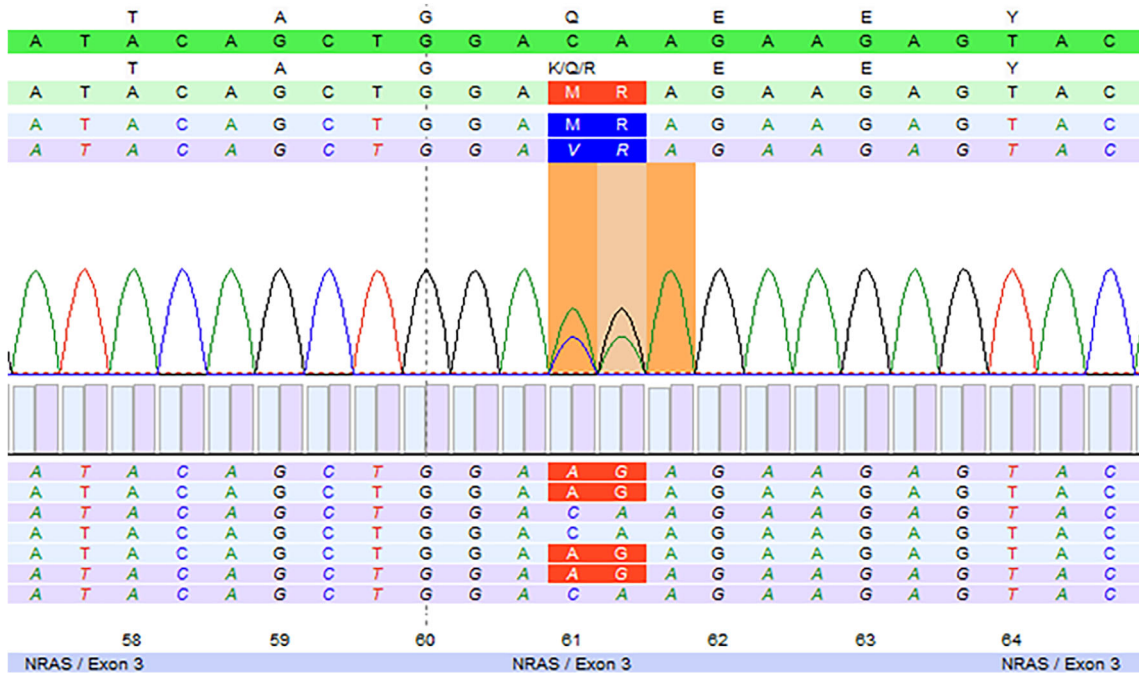 T A G Q E E Y
A T A C A G C T G G A C A A G A A G A G T A C
T A G K/Q/R E E Y
A T A C A G C T G G A M R A G A A G A G T A C
A T A C A G C T G G A M R A G A A G A G T A C
A T A C A G C T G G A V R A G A A G A G T A C
A T A C A G C T G G A A G A G A A G A G T A C
A T A C A G C T G G A A G A G A A G A G T A C
A T A C A G C T G G A C A A G A A G A G T A C
A T A C A G C T G G A C A A G A A G A G T A C
A T A C A G C T G G A A G A G A A G A G T A C
A T A C A G C T G G A A G A G A A G A G T A C
A T A C A G C T G G A C A A G A A G A G T A C
58 59 60 61 62 63 64
NRAS / Exon 3 NRAS / Exon 3 NRAS / Exon 3